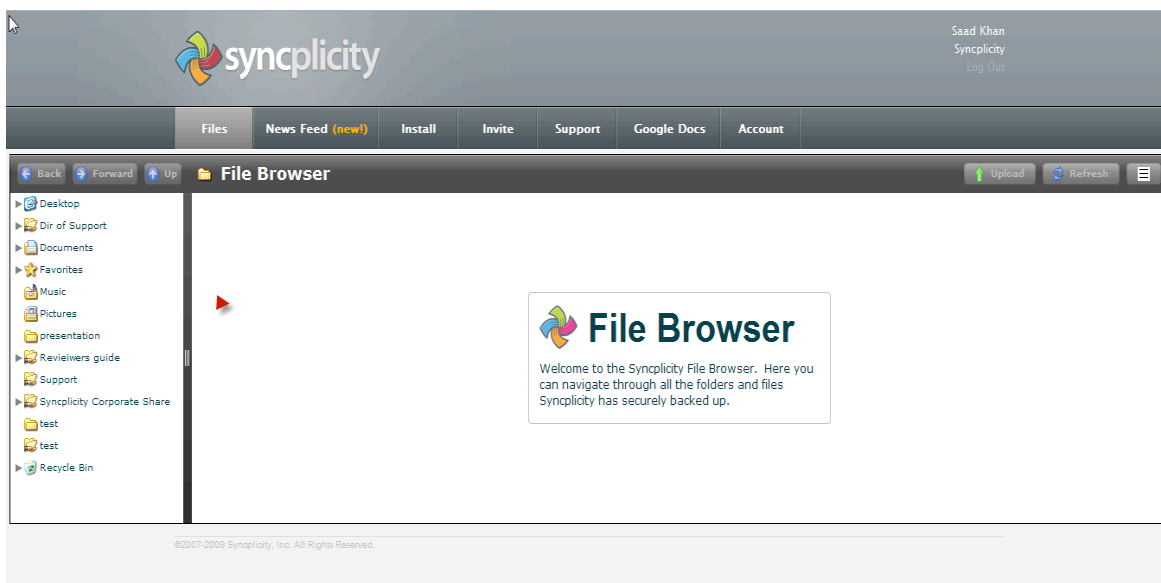 syncplicity
Saad Khan
Syncplicity
Log Out
Files
News Feed (new!)
Install
Invite
Support
Google Docs
Account
Back
Forward
Up
File Browser
Upload
Refresh
Desktop
Dir of Support
Documents
Favorites
Music
Pictures
presentation
Revieiwers guide
Support
Syncplicity Corporate Share
test
test
Recycle Bin
File Browser
Welcome to the Syncplicity File Browser. Here you
can navigate through all the folders and files
Syncplicity has securely backed up.
©2007-2009 Syncplicity, Inc. All Rights Reserved.